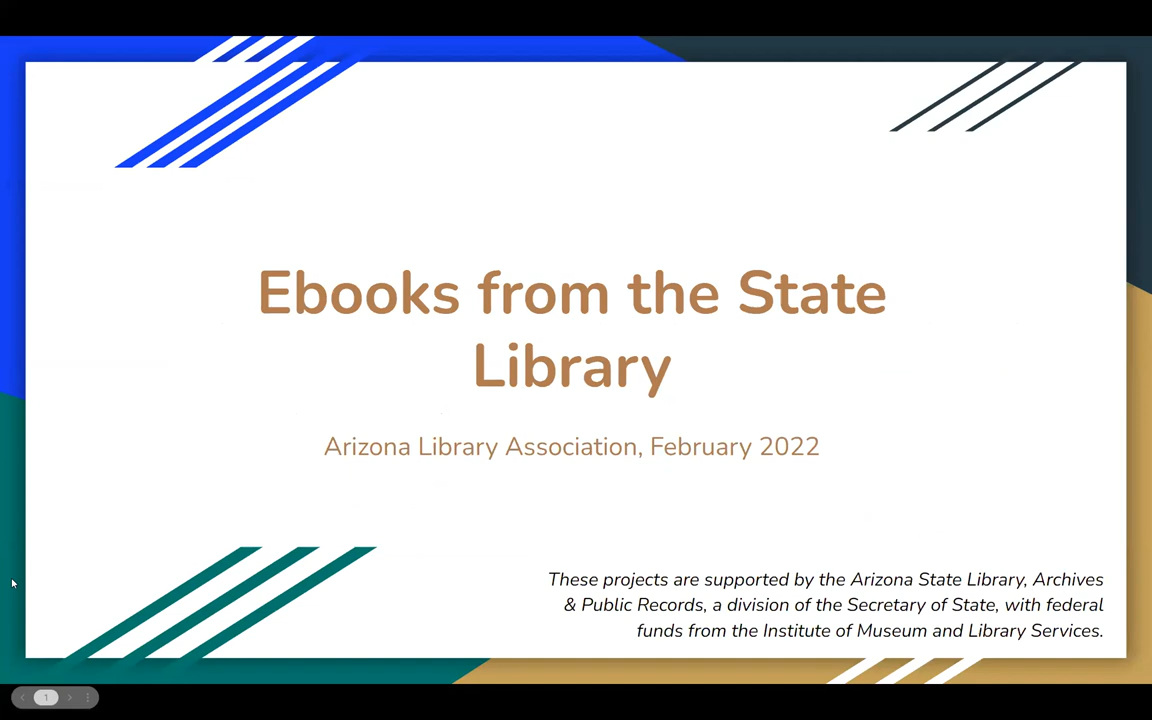 Ebooks from the State
Library
Arizona Library Association, February 2022
These projects are supported by the Arizona State Library, Archives
& Public Records, a division of the Secretary of State, with federal
funds from the Institute of Museum and Library Services.
1